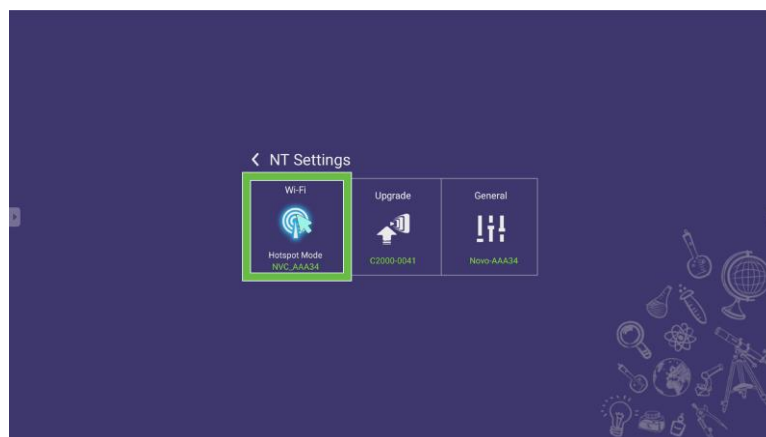 NT Settings
Wi-Fi
Hotspot Mode
NVC_AAA34
Upgrade
C2000-0041
General
Novo-AAA34